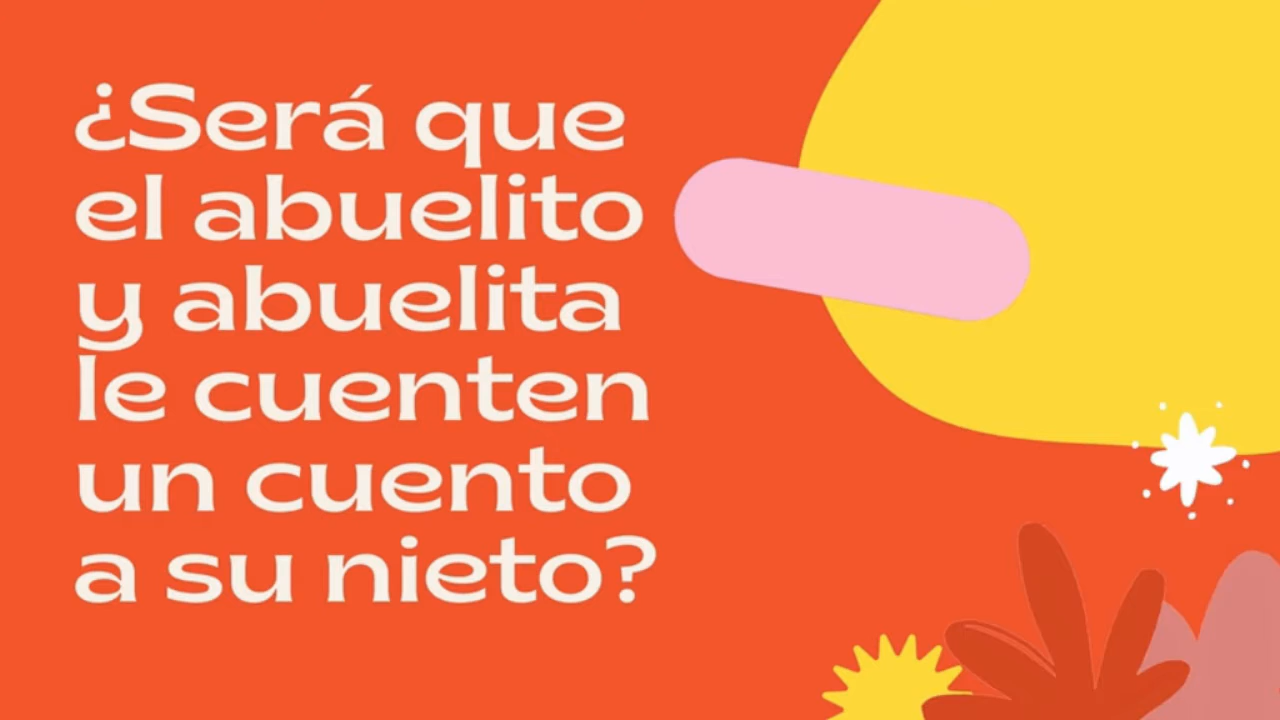 ¿Será que
el abuelito
y abuelita
le cuenten
un cuento
a su nieto?